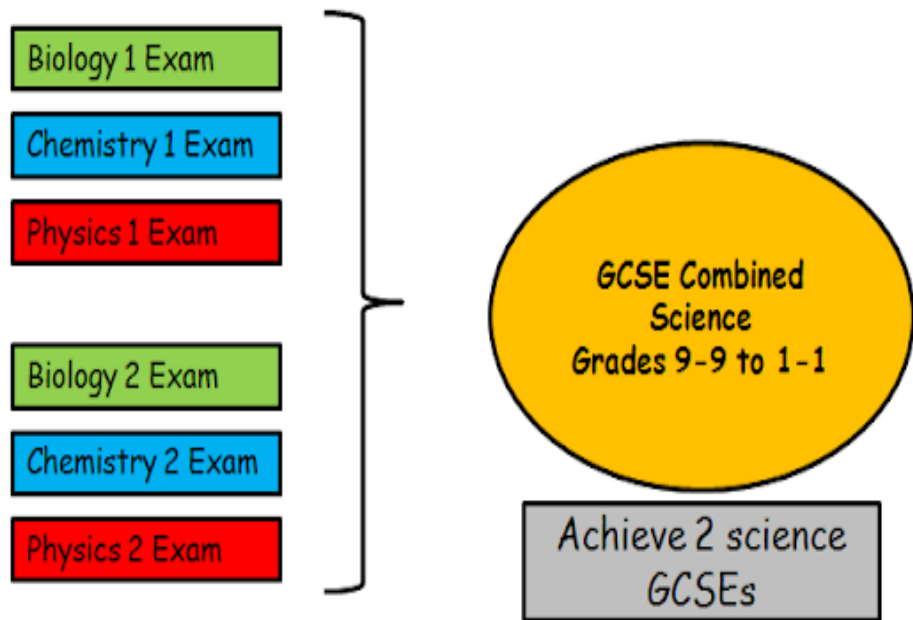 Biology 1 Exam
Chemistry 1 Exam
Physics 1 Exam
Biology 2 Exam
Chemistry 2 Exam
Physics 2 Exam
GCSE Combined
Science
Grades 9-9 to 1-1
Achieve 2 science
GCSEs